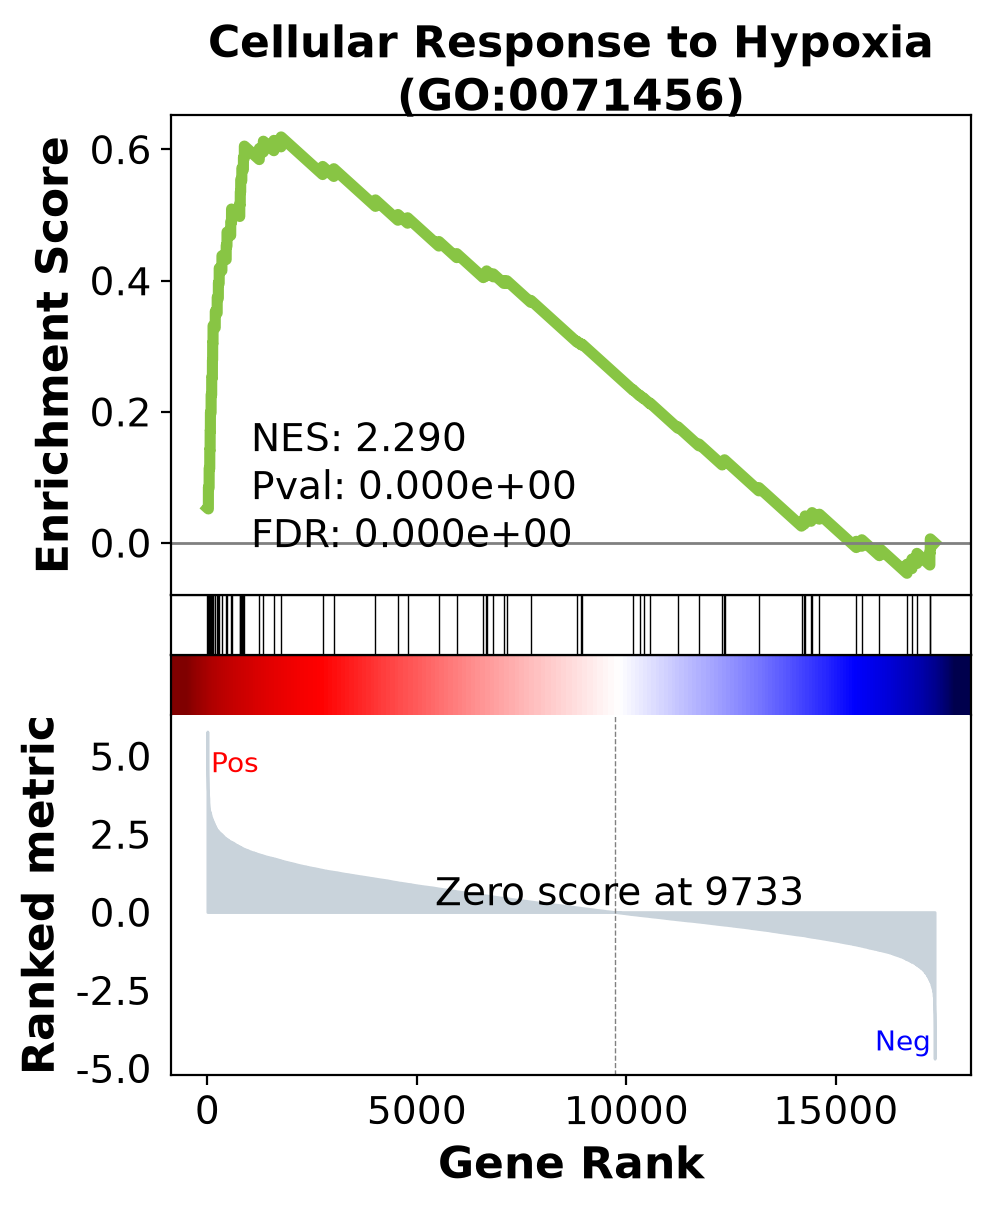 Cellular Response to Hypoxia
(GO:0071456)
Enrichment Score
0.6
0.4
0.2
0.0
NES: 2.290
Pval: 0.000e+00
FDR: 0.000e+00
Ranked metric
5.0
2.5
0.0
-2.5
-5.0
Pos
Zero score at 9733
Neg
0 5000 10000 15000
Gene Rank